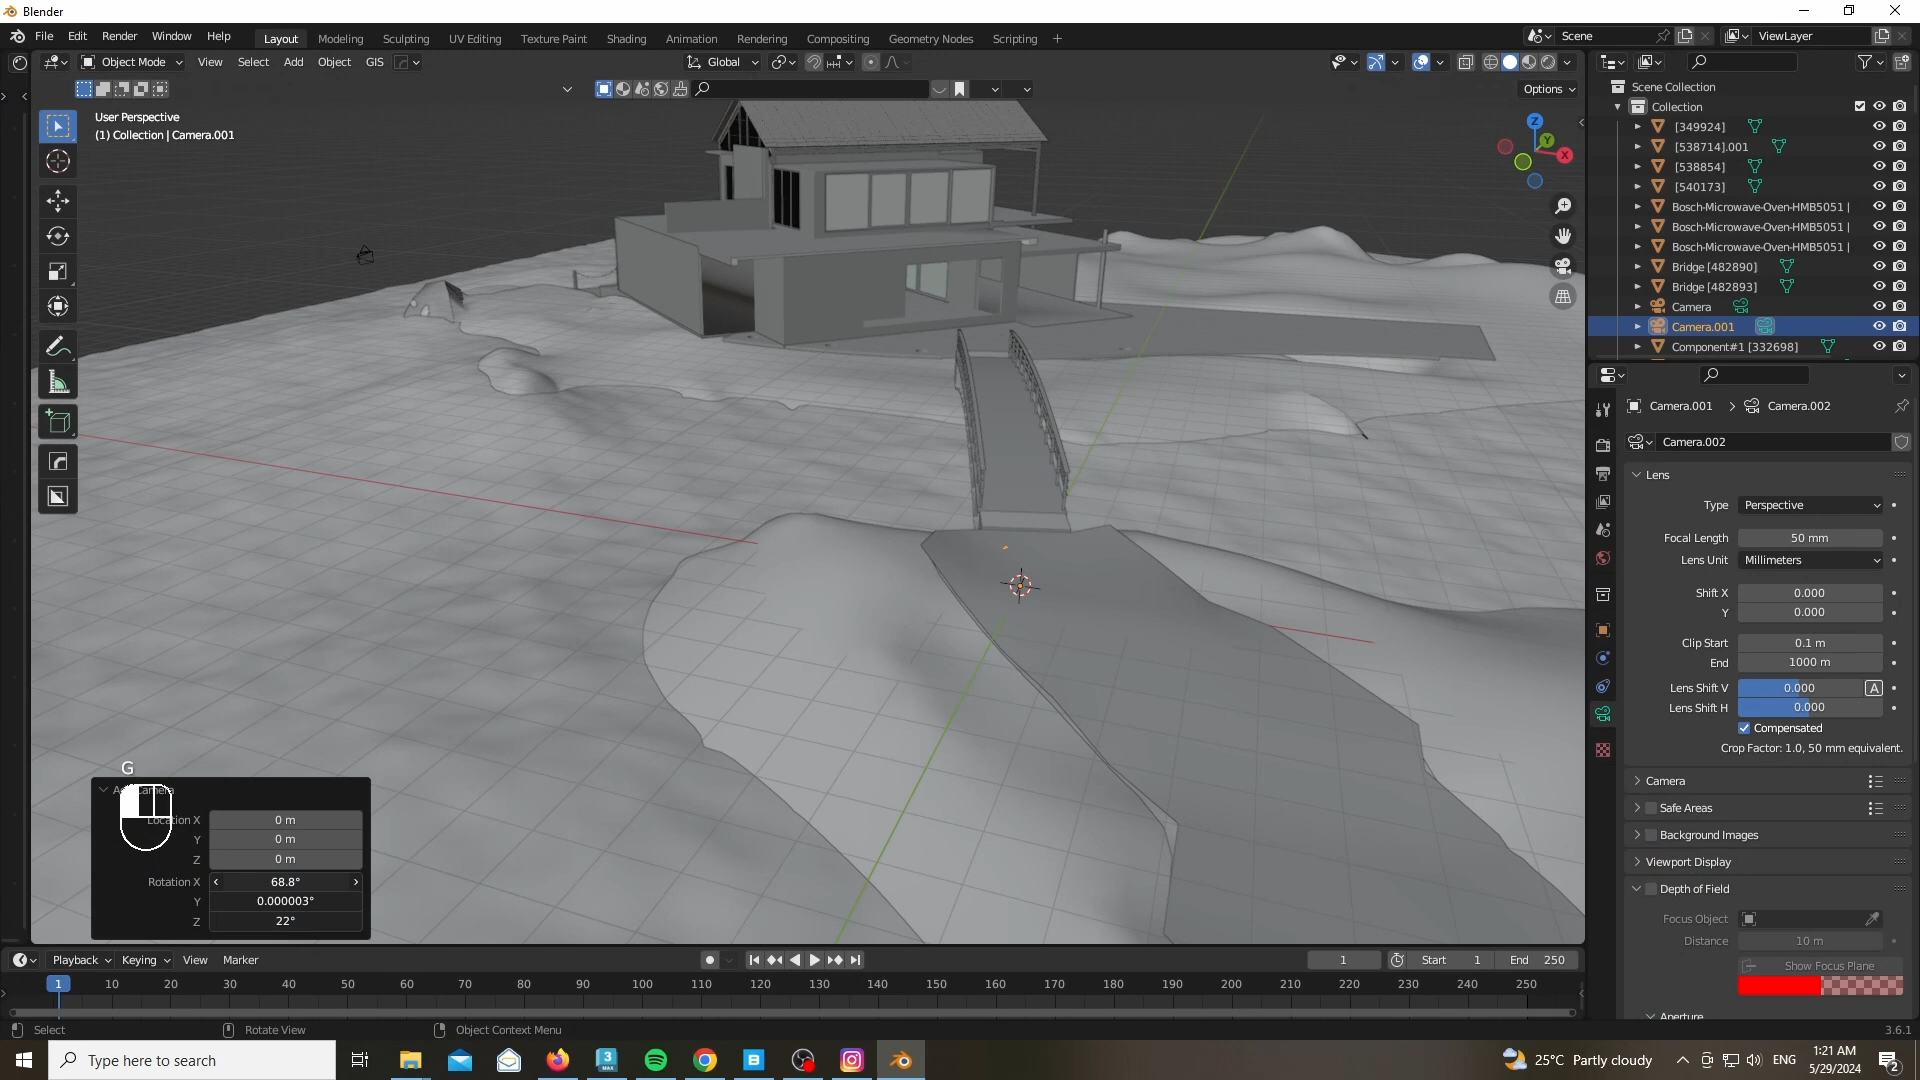 Blender
File Edit Render Window Help Layout Modeling Sculpting UV Editing Texture Paint Shading Animation Rendering Compositing Geometry Nodes Scripting + Scene ViewLayer
Object Mode View Select Add Object GIS Global
Options
User Perspective
(1) Collection | Camera.001
Z
Y
X
Scene Collection
Collection
[349924]
[538714].001
[538854]
[540173]
Bosch-Microwave-Oven-HMB5051 |
Bosch-Microwave-Oven-HMB5051 |
Bosch-Microwave-Oven-HMB5051 |
Bridge [482890]
Bridge [482893]
Camera
Camera.001
Component#1 [332698]
Camera.001 > Camera.002
Camera.002
Lens
Type Perspective
Focal Length 50 mm
Lens Unit Millimeters
Shift X 0.000
Y 0.000
Clip Start 0.1 m
End 1000 m
Lens Shift V 0.000 A
Lens Shift H 0.000
Compensated
Crop Factor: 1.0, 50 mm equivalent.
Camera
Safe Areas
Background Images
Viewport Display
Depth of Field
Focus Object
Distance 10 m
Show Focus Plane
Aperture
G
Location X 0 m
Y 0 m
Z 0 m
Rotation X 68.8°
Y 0.000003°
Z 22°
Playback Keying View Marker 1 Start 1 End 250
1 10 20 30 40 50 60 70 80 90 100 110 120 130 140 150 160 170 180 190 200 210 220 230 240 250
Select Rotate View Object Context Menu 3.6.1
Type here to search
3
MAX
B
25°C Partly cloudy ENG 1:21 AM
5/29/2024
2